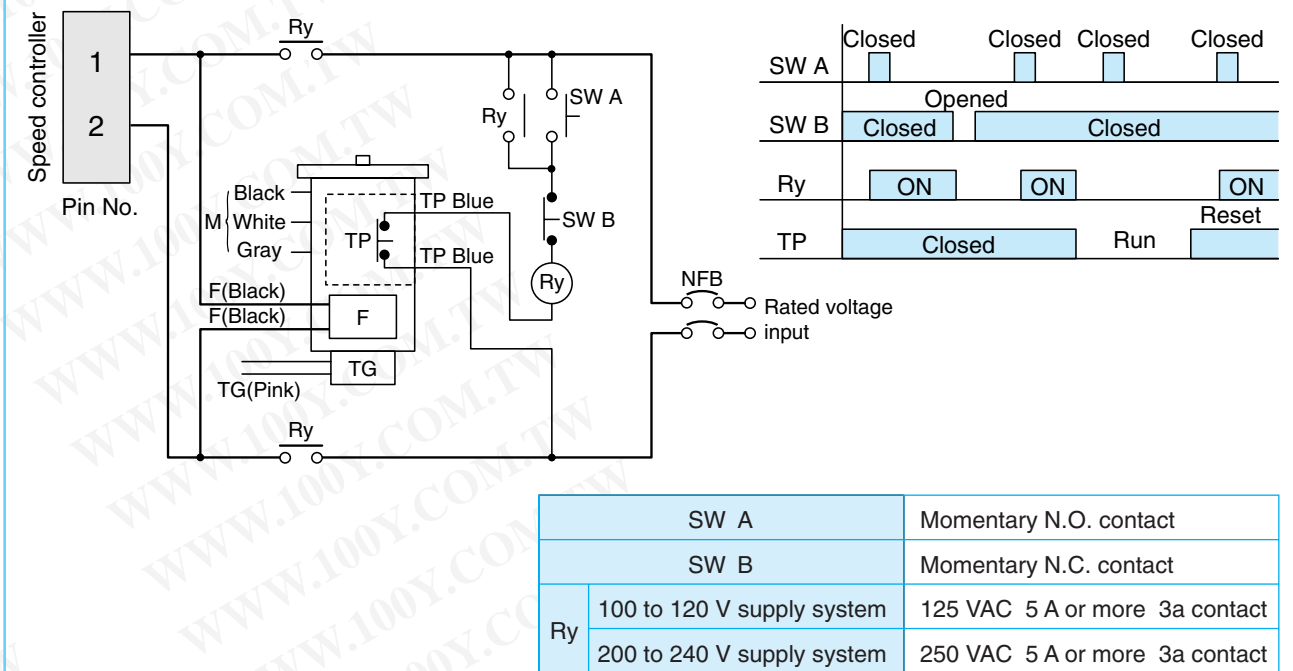 Speed controller
1
2
Pin No.
Ry
Ry
SW A
SW B
Ry
Black
M White
Gray
TP
TP Blue
TP Blue
F(Black)
F(Black)
F
TG
TG(Pink)
Ry
NFB
Rated voltage
input
Closed Closed Closed Closed
SW A
Opened
SW B Closed Closed
Ry ON ON ON
Reset
TP Closed Run
SW A Momentary N.O. contact
SW B Momentary N.C. contact
Ry 100 to 120 V supply system 125 VAC 5 A or more 3a contact
200 to 240 V supply system 250 VAC 5 A or more 3a contact
WWW.100Y.COM.TW